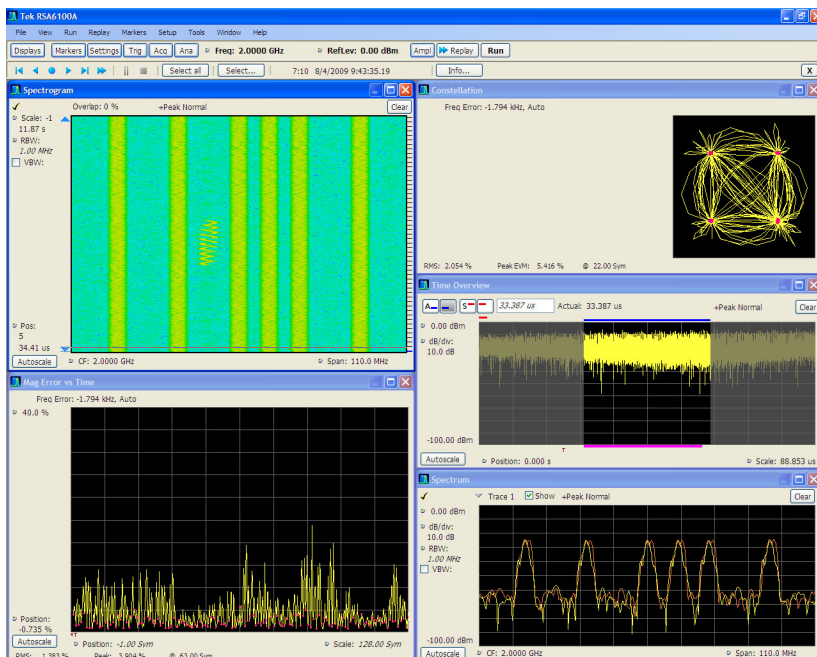 Tek RSA6100A
File View Run Replay Markers Setup Tools Window Help
Displays Markers Settings Trig Acq Ana Freq: 2.0000 GHz RefLev: 0.00 dBm Ampl Replay Run
Select all Select... 7:10 8/4/2009 9:43:35.19 Info... X
Spectrogram
Overlap: 0 % +Peak Normal Clear
Scale: -1
11.87 s
RBW:
1.00 MHz
VBW:
Pos:
5
34.41 us
Autoscale CF: 2.0000 GHz Span: 110.0 MHz
Constellation
Freq Error: -1.794 kHz, Auto
RMS: 2.054 % Peak EVM: 5.416 % @ 22.00 Sym
Time Overview
A S 33.387 us Actual: 33.387 us +Peak Normal Clear
0.00 dBm
dB/div:
10.0 dB
-100.00 dBm
T
Autoscale Position: 0.000 s Scale: 88.853 us
Mag Error vs Time
Freq Error: -1.794 kHz, Auto
40.0 %
Position:
-0.735 %
T
Autoscale Position: -1.00 Sym Scale: 128.00 Sym
RMS: 1.383 % Peak: 3.904 % @ 63.00 Sym
Spectrum
Trace 1 Show +Peak Normal Clear
0.00 dBm
dB/div:
10.0 dB
RBW:
1.00 MHz
VBW:
-100.00 dBm
Autoscale CF: 2.0000 GHz Span: 110.0 MHz